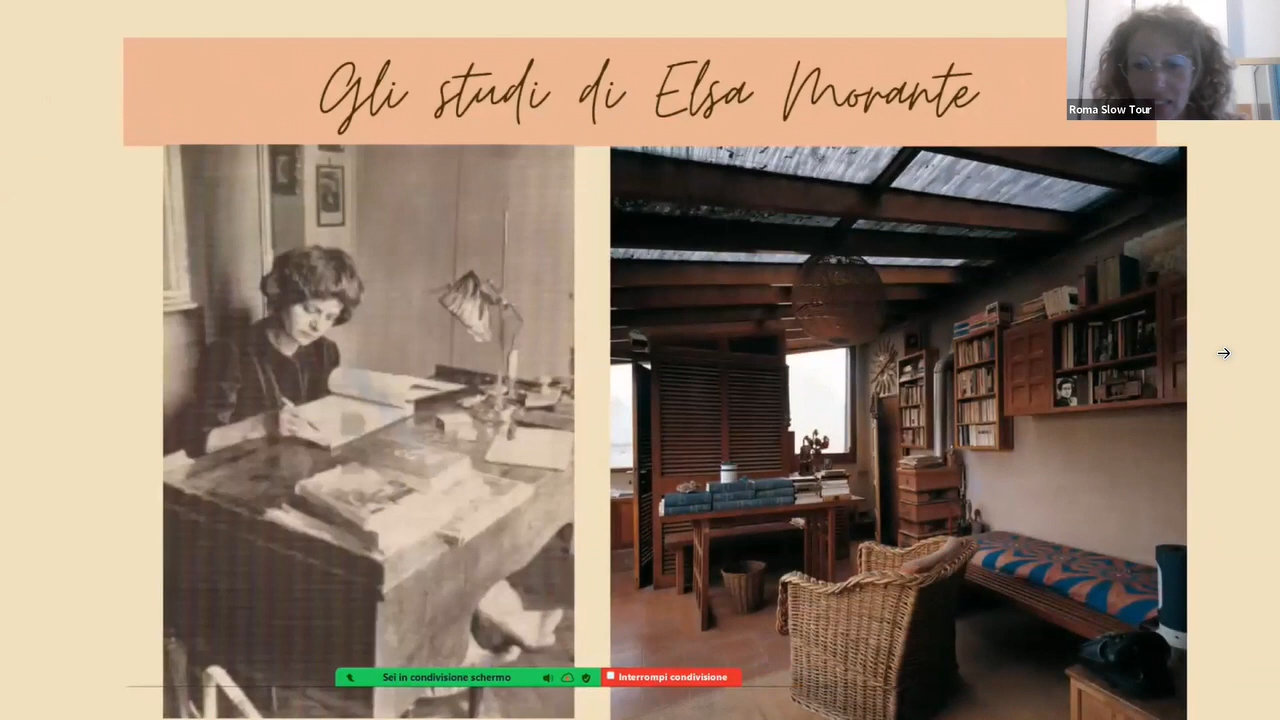 Gli studi di Elsa Morante
Roma Slow Tour
Sei in condivisione schermo
Interrompi condivisione